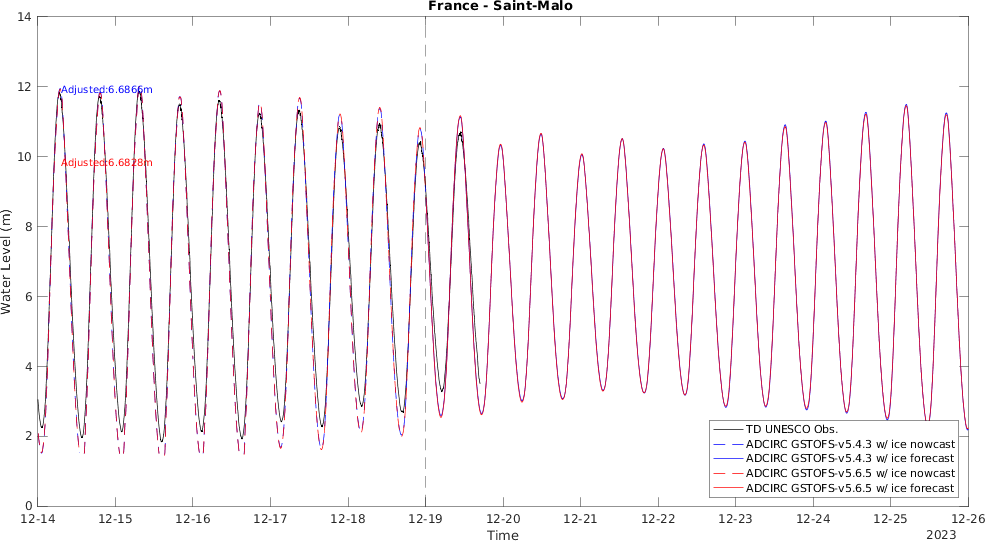 France - Saint-Malo
14
12
10
8
6
4
2
0
Water Level (m)
Adjusted:6.6866m
Adjusted:6.6828m
TD UNESCO Obs.
ADCIRC GSTOFS-v5.4.3 w/ ice nowcast
ADCIRC GSTOFS-v5.4.3 w/ ice forecast
ADCIRC GSTOFS-v5.6.5 w/ ice nowcast
ADCIRC GSTOFS-v5.6.5 w/ ice forecast
12-14 12-15 12-16 12-17 12-18 12-19 12-20 12-21 12-22 12-23 12-24 12-25 12-26
Time
2023